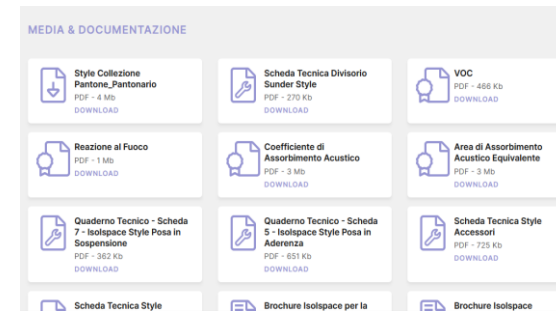 MEDIA & DOCUMENTAZIONE
Style Collezione
Pantone_Pantonario
PDF - 4 Mb
DOWNLOAD
Scheda Tecnica Divisorio
Sunder Style
PDF - 270 Kb
DOWNLOAD
VOC
PDF - 466 Kb
DOWNLOAD
Reazione al Fuoco
PDF - 1 Mb
DOWNLOAD
Coefficiente di
Assorbimento Acustico
PDF - 3 Mb
DOWNLOAD
Area di Assorbimento
Acustico Equivalente
PDF - 3 Mb
DOWNLOAD
Quaderno Tecnico - Scheda
7 - Isolspace Style Posa in
Sospensione
PDF - 362 Kb
DOWNLOAD
Quaderno Tecnico - Scheda
5 - Isolspace Style Posa in
Aderenza
PDF - 651 Kb
DOWNLOAD
Scheda Tecnica Style
Accessori
PDF - 725 Kb
DOWNLOAD
Scheda Tecnica Style
Brochure Isolspace per la
Brochure Isolspace